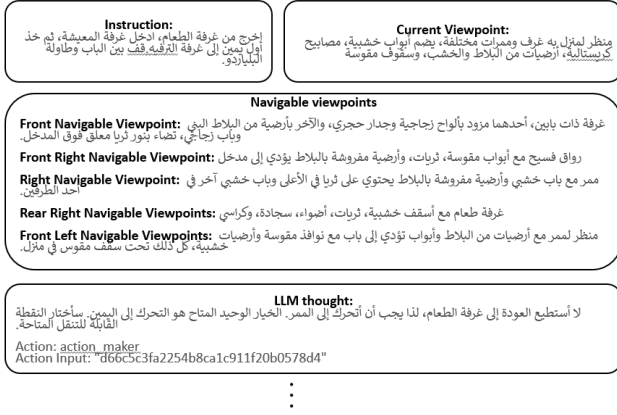 Instruction:
اخرج من غرفة الطعام، ادخل غرفة المعيشة، ثم خذ
أول يمين إلى غرفة الترفيه.قف بين الباب وطاولة
البلياردو.
Current Viewpoint:
منظر لمنزل به غرف وممرات مختلفة، يضم أبواب خشبية، مصابيح
كريستالية، أرضيات من البلاط والخشب، وسقوف مقوسة
Navigable viewpoints
Front Navigable Viewpoint: غرفة ذات بابين، أحدهما مزود بألواح زجاجية وجدار حجري، والآخر بأرضية من البلاط البني
وباب زجاجي، تضاء بنور ثريا معلق فوق المدخل.
Front Right Navigable Viewpoint: رواق فسيح مع أبواب مقوسة، ثريات، وأرضية مفروشة بالبلاط يؤدي إلى مدخل
Right Navigable Viewpoint: ممر مع باب خشبي وأرضية مفروشة بالبلاط يحتوي على ثريا في الأعلى وباب خشبي آخر في
أحد الطرفين.
Rear Right Navigable Viewpoints: غرفة طعام مع أسقف خشبية، ثريات، أضواء، سجادة، وكراسي
Front Left Navigable Viewpoints: منظر لممر مع أرضيات من البلاط وأبواب تؤدي إلى باب مع نوافذ مقوسة وأرضيات
خشبية، كل ذلك تحت سقف مقوس في منزل.
LLM thought:
لا أستطيع العودة إلى غرفة الطعام، لذا يجب أن أتحرك إلى الممر. الخيار الوحيد المتاح هو التحرك إلى اليمين. سأختار النقطة
القابلة للتنقل المتاحة.
Action: action_maker
Action Input: "d66c5c3fa2254b8ca1c911f20b0578d4"